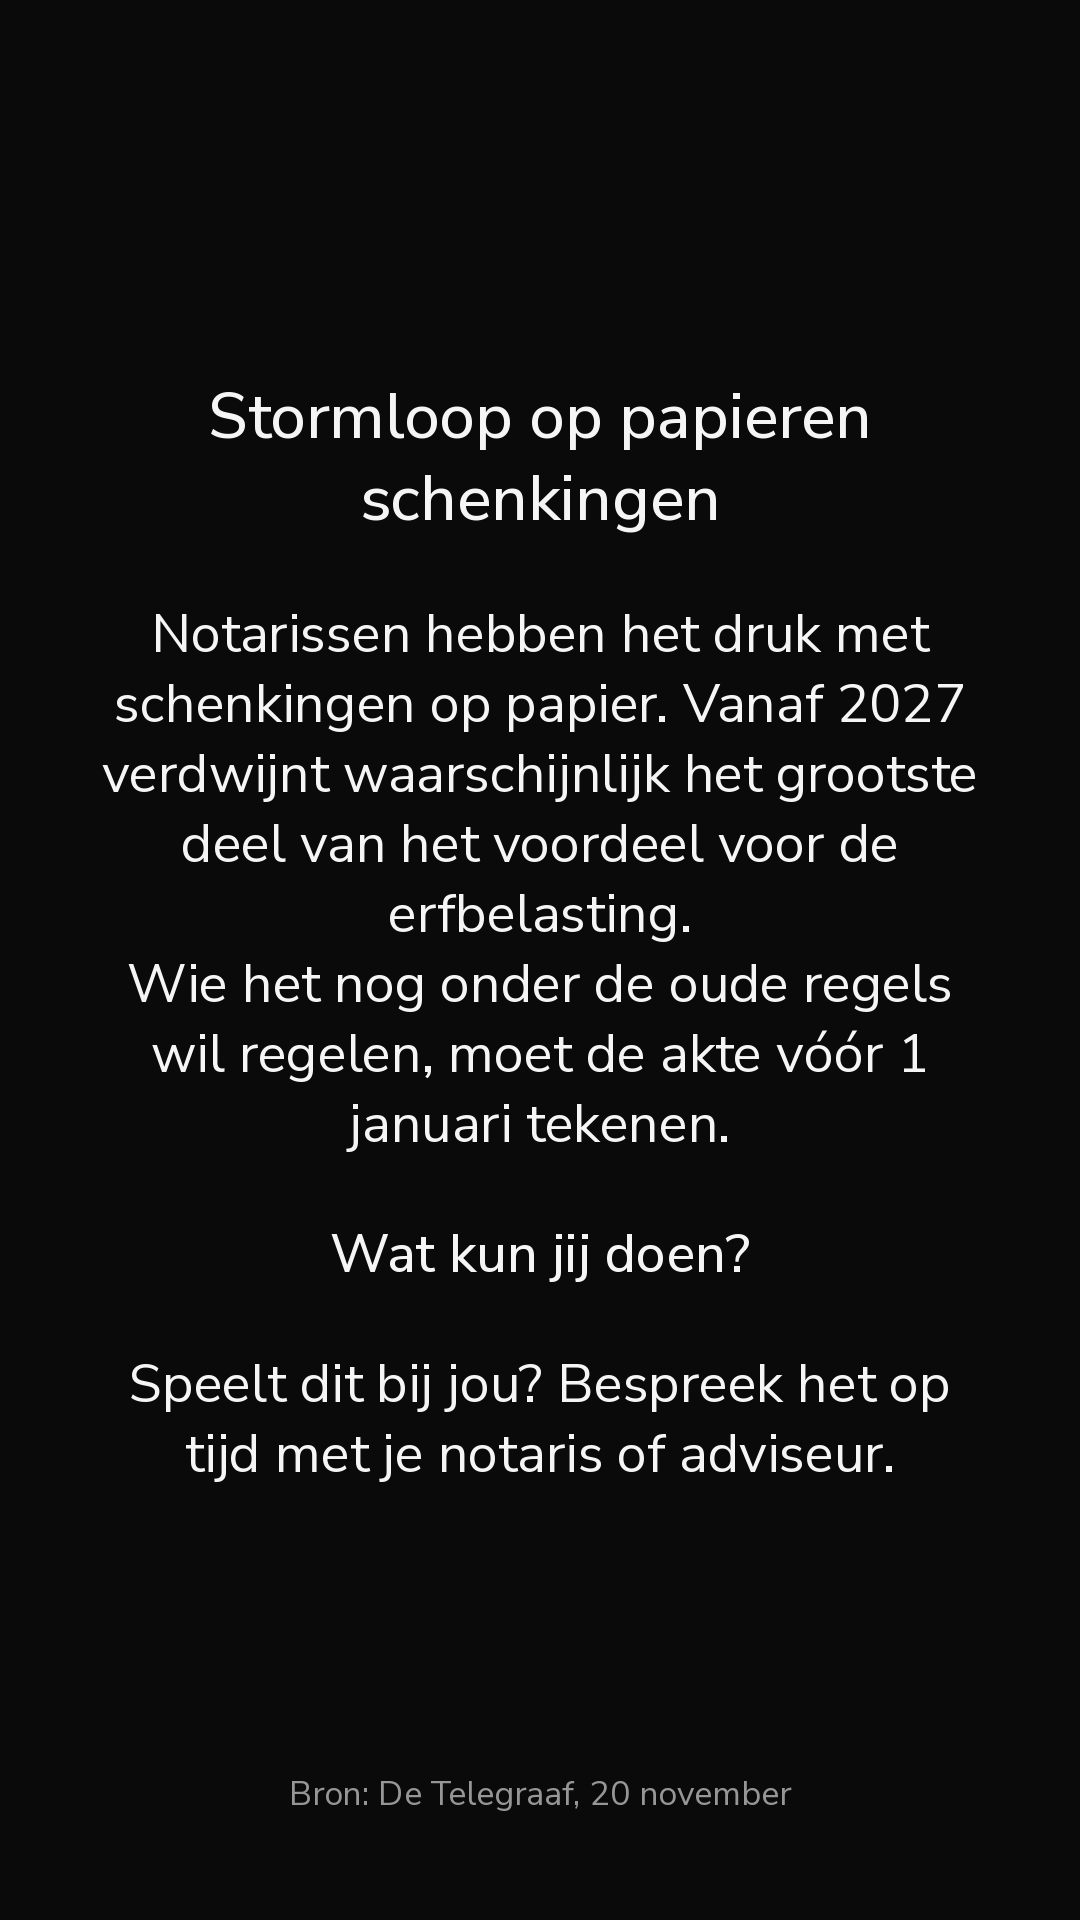 Stormloop op papieren
schenkingen
Notarissen hebben het druk met
schenkingen op papier. Vanaf 2027
verdwijnt waarschijnlijk het grootste
deel van het voordeel voor de
erfbelasting.
Wie het nog onder de oude regels
wil regelen, moet de akte vóór 1
januari tekenen.
Wat kun jij doen?
Speelt dit bij jou? Bespreek het op
tijd met je notaris of adviseur.
Bron: De Telegraaf, 20 november